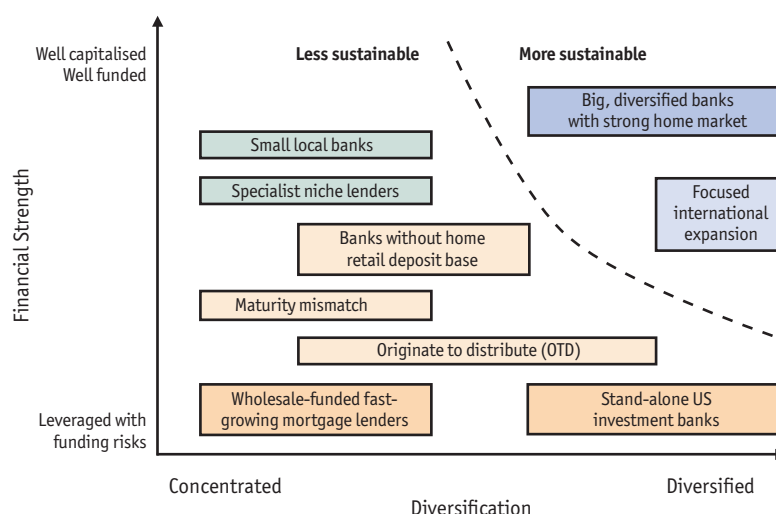 Well capitalised
Well funded
Less sustainable
More sustainable
Big, diversified banks
with strong home market
Small local banks
Specialist niche lenders
Focused
international
expansion
Banks without home
retail deposit base
Financial Strength
Maturity mismatch
Originate to distribute (OTD)
Wholesale-funded fast-
growing mortgage lenders
Stand-alone US
investment banks
Leveraged with
funding risks
Concentrated
Diversified
Diversification